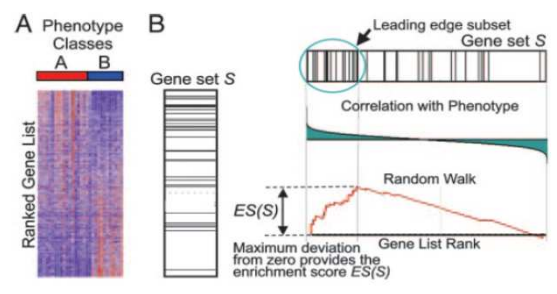 A
Phenotype
Classes
A B
Ranked Gene List
B
Gene set S
Leading edge subset
Gene set S
Correlation with Phenotype
Random Walk
ES(S)
Gene List Rank
Maximum deviation
from zero provides the
enrichment score ES(S)